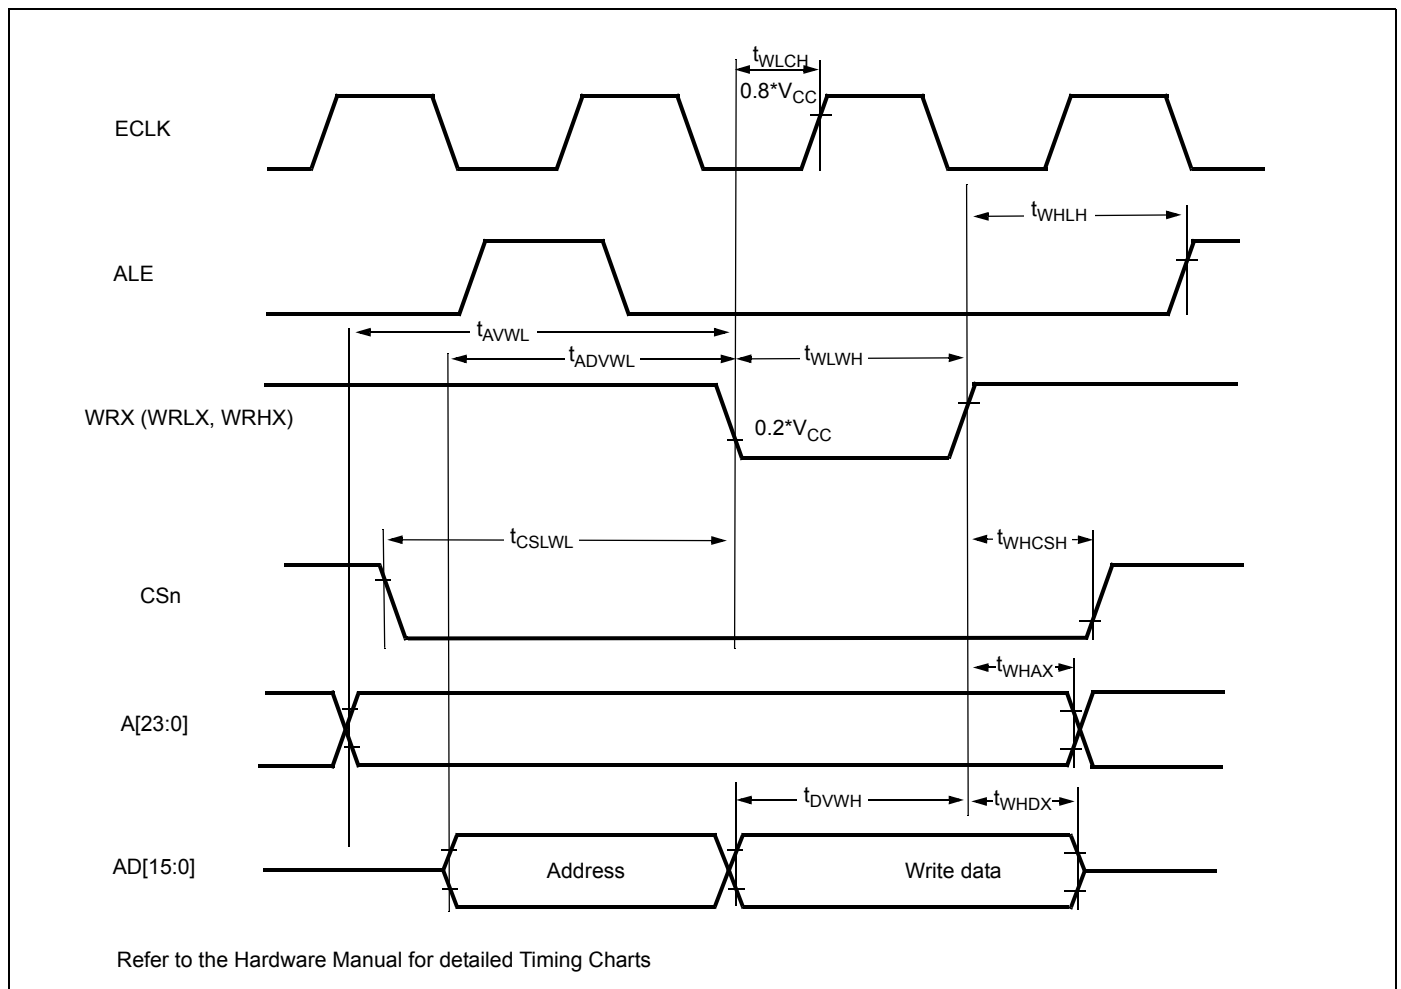 tWLCH
0.8*VCC
ECLK
tWHLH
ALE
tAVWL
tADVWL
tWLWH
WRX (WRLX, WRHX)
0.2*VCC
tCSLWL
tWHCSH
CSn
tWHAX
A[23:0]
tDVWH
tWHDX
AD[15:0]
Address
Write data
Refer to the Hardware Manual for detailed Timing Charts